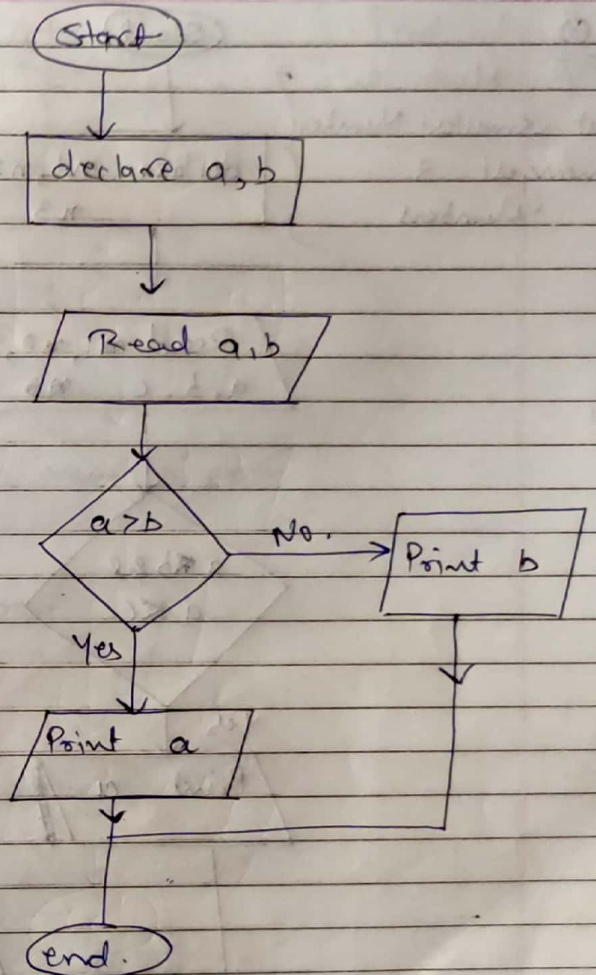 Start
declare a, b
Read a, b
a>b
No.
Print b
Yes
Print a
end.